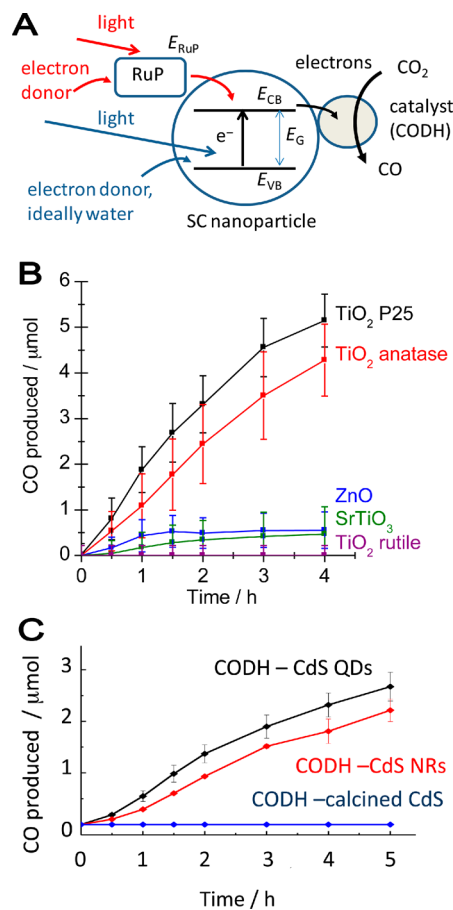 A
light
E_RuP
RuP
electron
donor
light
electron donor,
ideally water
E_CB
e⁻
E_G
E_VB
SC nanoparticle
electrons
CO₂
catalyst
(CODH)
CO
B
CO produced / μmol
6
5
4
3
2
1
0
TiO₂ P25
TiO₂ anatase
ZnO
SrTiO₃
TiO₂ rutile
0 1 2 3 4
Time / h
C
CO produced / μmol
3
2
1
0
CODH – CdS QDs
CODH –CdS NRs
CODH –calcined CdS
0 1 2 3 4 5
Time / h